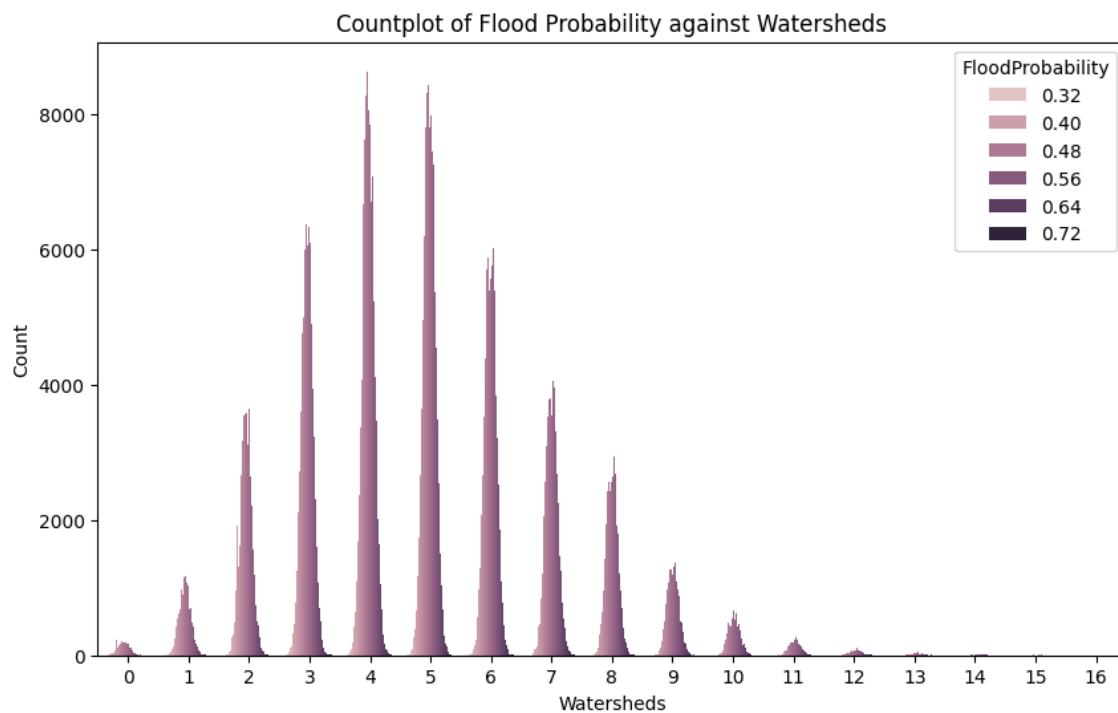 Countplot of Flood Probability against Watersheds
FloodProbability
0.32
0.40
0.48
0.56
0.64
0.72
8000
6000
4000
2000
0
Count
0 1 2 3 4 5 6 7 8 9 10 11 12 13 14 15 16
Watersheds